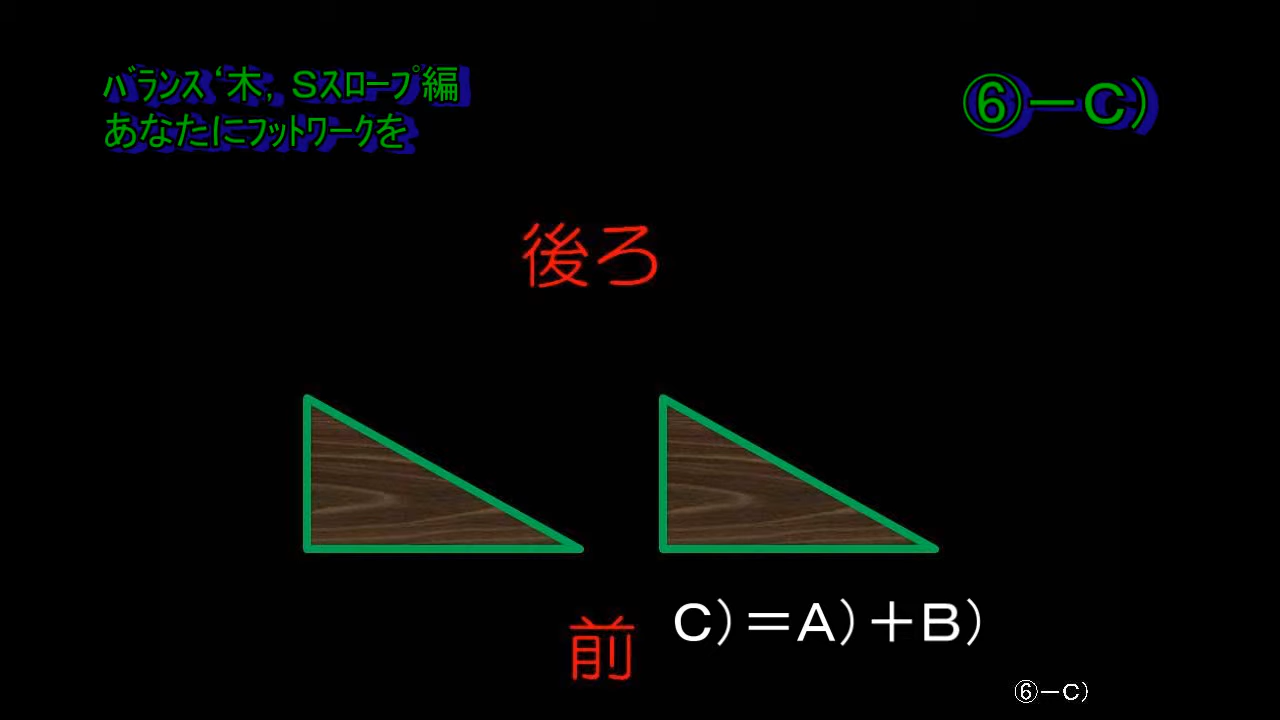 ﾊﾞﾗﾝｽ‘木, Sｽﾛｰﾌﾟ編
あなたにﾌｯﾄﾜｰｸを
⑥－C）
後ろ
前
C）＝A）＋B）
⑥－C）